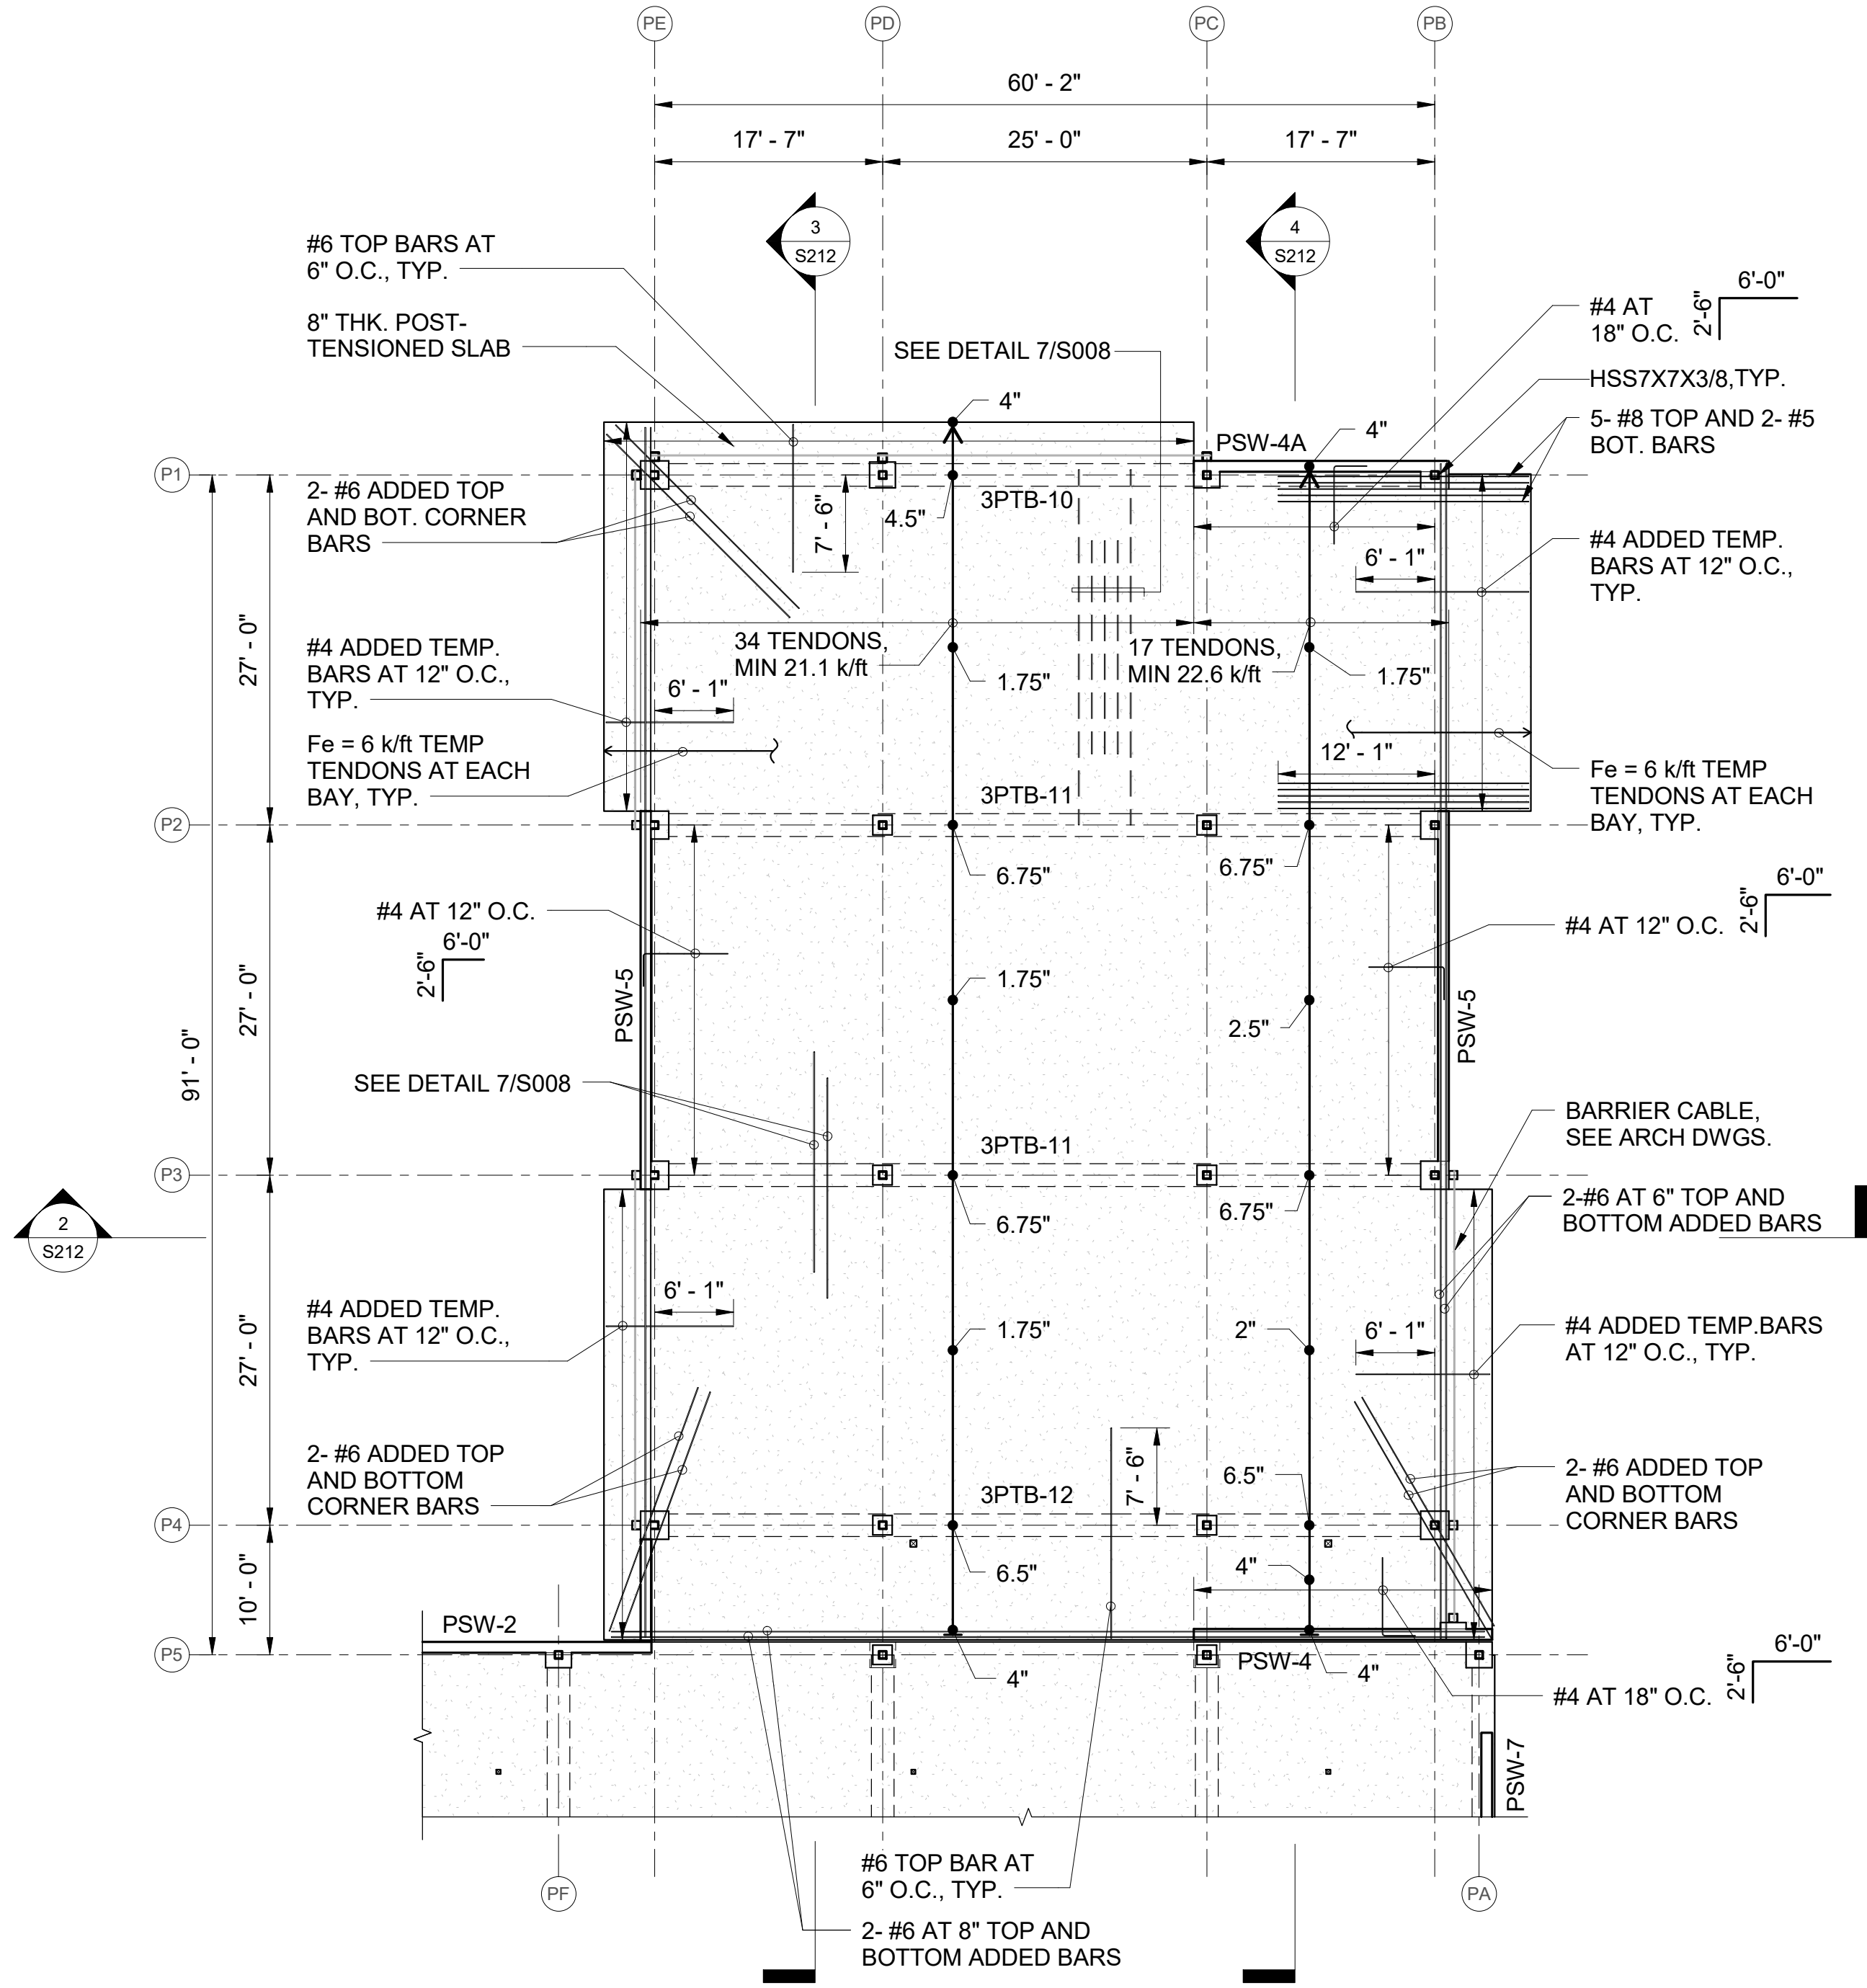 PE
PD
PC
PB
60' - 2"
17' - 7"
25' - 0"
17' - 7"
3
S212
4
S212
#6 TOP BARS AT
6" O.C., TYP.
8" THK. POST-
TENSIONED SLAB
SEE DETAIL 7/S008
#4 AT
18" O.C.
2'-6"
6'-0"
HSS7X7X3/8,TYP.
5- #8 TOP AND 2- #5
BOT. BARS
4"
PSW-4A
4"
P1
2- #6 ADDED TOP
AND BOT. CORNER
BARS
7' - 6"
4.5"
3PTB-10
6' - 1"
#4 ADDED TEMP.
BARS AT 12" O.C.,
TYP.
27' - 0"
#4 ADDED TEMP.
BARS AT 12" O.C.,
TYP.
34 TENDONS,
MIN 21.1 k/ft
17 TENDONS,
MIN 22.6 k/ft
6' - 1"
1.75"
1.75"
Fe = 6 k/ft TEMP
TENDONS AT EACH
BAY, TYP.
12' - 1"
Fe = 6 k/ft TEMP
TENDONS AT EACH
BAY, TYP.
3PTB-11
P2
6.75"
6.75"
#4 AT 12" O.C.
6'-0"
2'-6"
#4 AT 12" O.C.
2'-6"
6'-0"
27' - 0"
PSW-5
1.75"
2.5"
PSW-5
91' - 0"
SEE DETAIL 7/S008
BARRIER CABLE,
SEE ARCH DWGS.
3PTB-11
P3
6.75"
6.75"
2-#6 AT 6" TOP AND
BOTTOM ADDED BARS
2
S212
#4 ADDED TEMP.
BARS AT 12" O.C.,
TYP.
6' - 1"
1.75"
2"
6' - 1"
#4 ADDED TEMP.BARS
AT 12" O.C., TYP.
27' - 0"
2- #6 ADDED TOP
AND BOTTOM
CORNER BARS
3PTB-12
7' - 6"
6.5"
2- #6 ADDED TOP
AND BOTTOM
CORNER BARS
P4
6.5"
4"
10' - 0"
PSW-2
P5
4"
PSW-4
4"
#4 AT 18" O.C.
2'-6"
6'-0"
PSW-7
#6 TOP BAR AT
6" O.C., TYP.
PF
PA
2- #6 AT 8" TOP AND
BOTTOM ADDED BARS